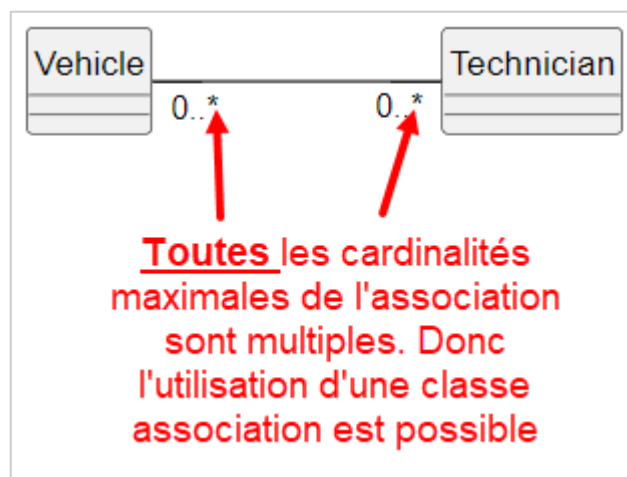 Vehicle
Technician
0..*
0..*
Toutes les cardinalités
maximales de l'association
sont multiples. Donc
l'utilisation d'une classe
association est possible